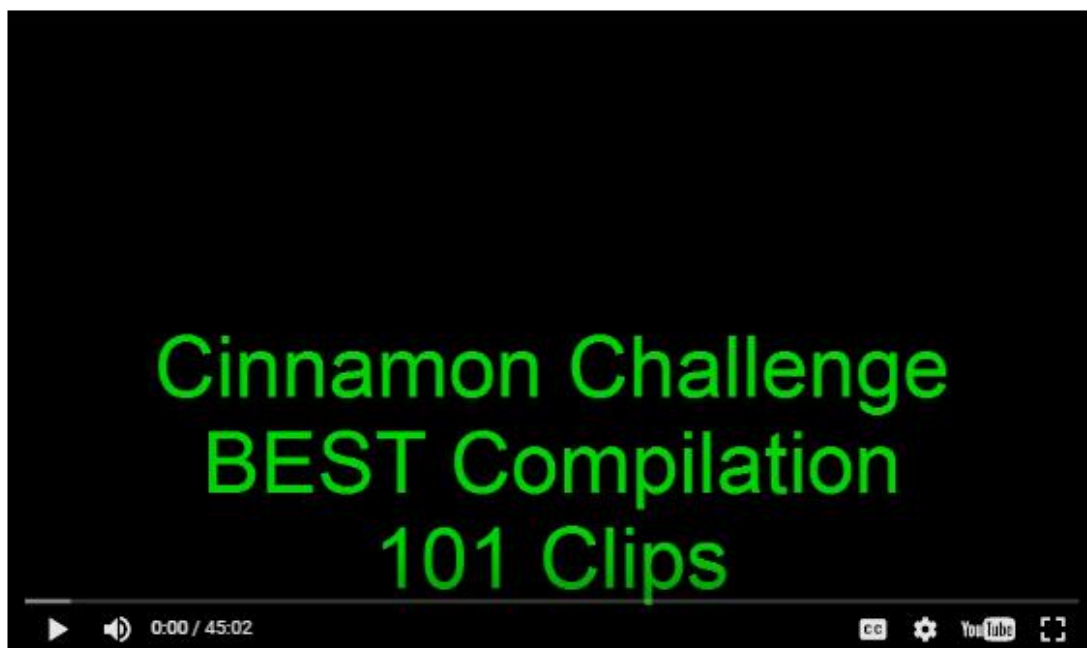 Cinnamon Challenge
BEST Compilation
101 Clips
0:00 / 45:02 CC YouTube